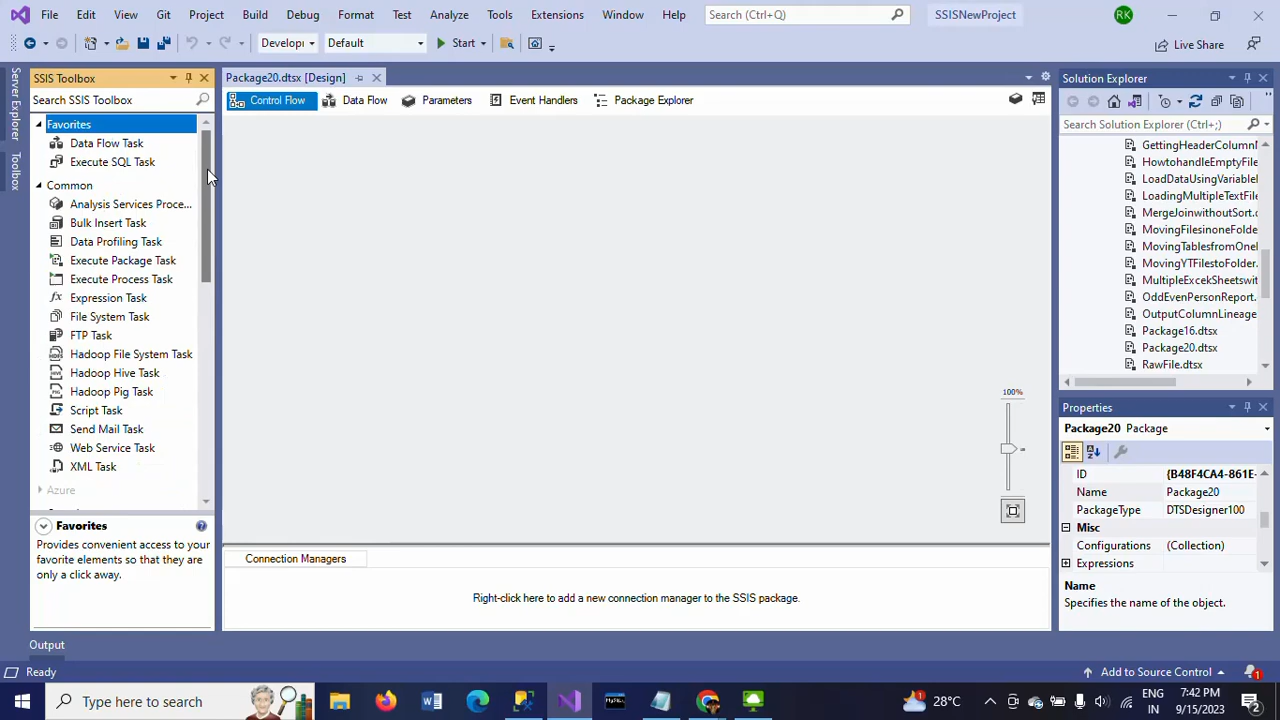 File Edit View Git Project Build Debug Format Test Analyze Tools Extensions Window Help Search (Ctrl+Q) SSISNewProject RK
Developi Default Start Live Share
Server Explorer
Toolbox
SSIS Toolbox
Search SSIS Toolbox
Favorites
Data Flow Task
Execute SQL Task
Common
Analysis Services Proce...
Bulk Insert Task
Data Profiling Task
Execute Package Task
Execute Process Task
Expression Task
File System Task
FTP Task
Hadoop File System Task
Hadoop Hive Task
Hadoop Pig Task
Script Task
Send Mail Task
Web Service Task
XML Task
Azure
Favorites
Provides convenient access to your
favorite elements so that they are
only a click away.
Package20.dtsx [Design]
Control Flow Data Flow Parameters Event Handlers Package Explorer
100%
Connection Managers
Right-click here to add a new connection manager to the SSIS package.
Solution Explorer
Search Solution Explorer (Ctrl+;)
GettingHeaderColumnN
HowtohandleEmptyFile
LoadDataUsingVariable
LoadingMultipleTextFile
MergeJoinwithoutSort.d
MovingFilesinoneFolde
MovingTablesfromOne
MovingYTFilestoFolder.
MultipleExcekSheetswit
OddEvenPersonReport.
OutputColumnLineage
Package16.dtsx
Package20.dtsx
RawFile.dtsx
Properties
Package20 Package
ID {B48F4CA4-861E-
Name Package20
PackageType DTSDesigner100
Misc
Configurations (Collection)
Expressions
Name
Specifies the name of the object.
Output
Ready Add to Source Control 1
Type here to search 28°C ENG IN 7:42 PM 9/15/2023 2